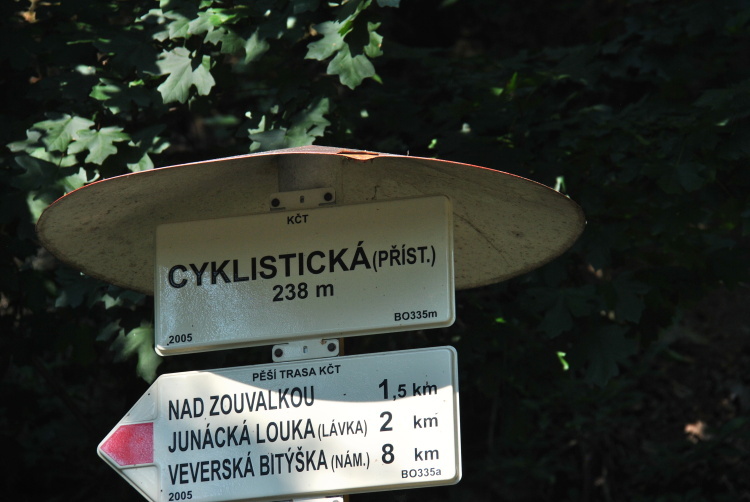 KČT
CYKLISTICKÁ (PŘÍST.)
238 m
2005 BO335m
PĚŠÍ TRASA KČT
NAD ZOUVALKOU 1,5 km
JUNÁCKÁ LOUKA (LÁVKA) 2 km
VEVERSKÁ BITÝŠKA (NÁM.) 8 km
2005 BO335a